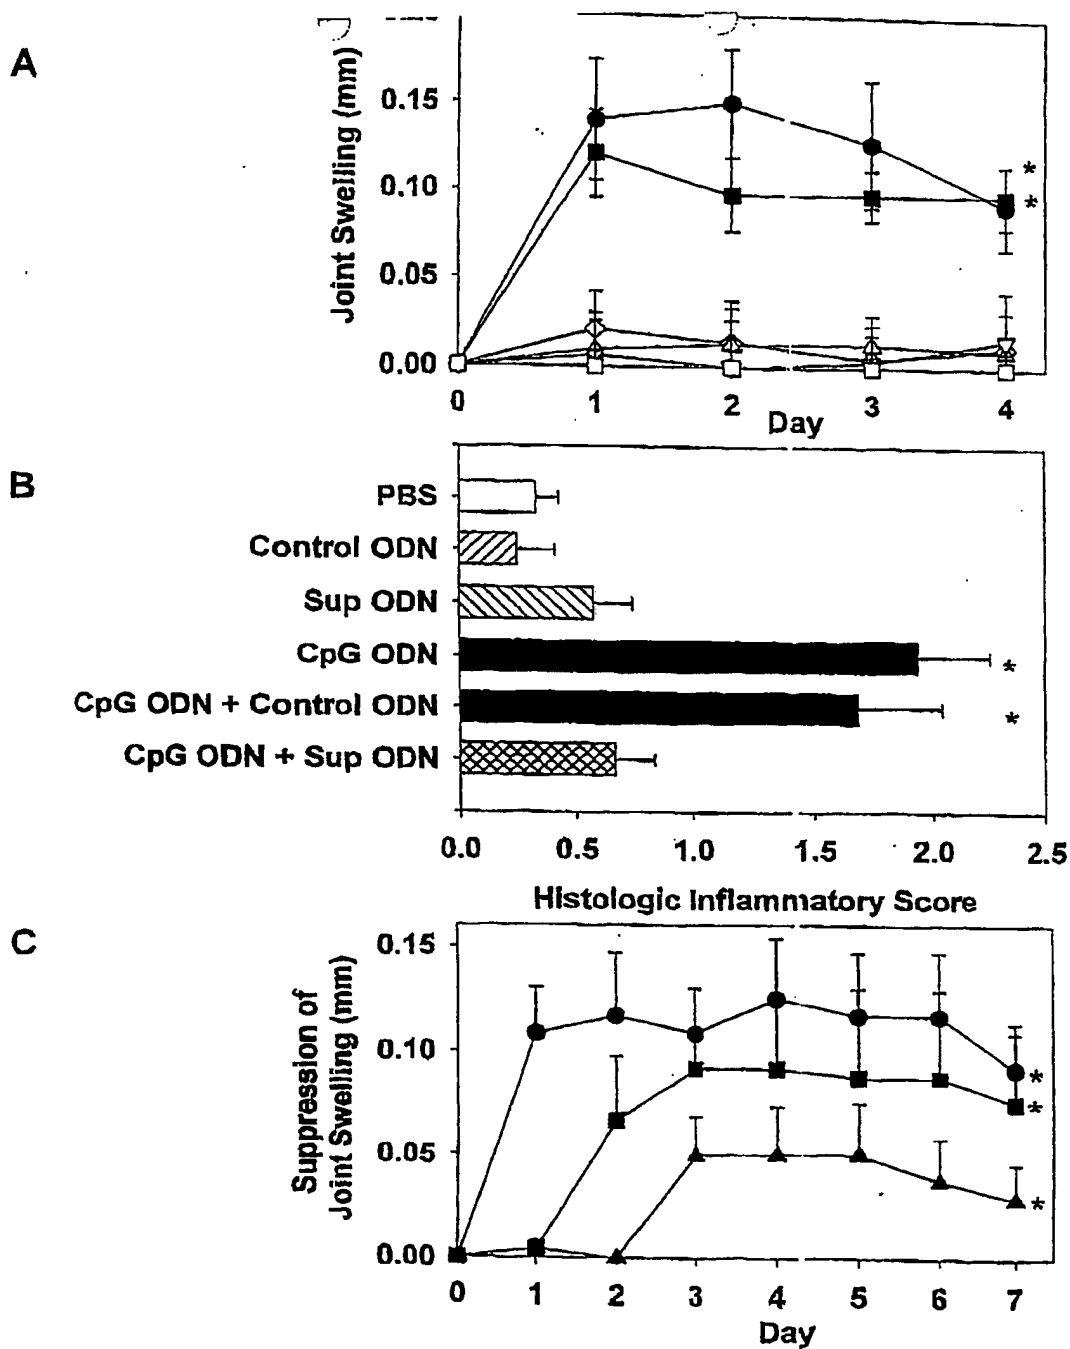 A
Joint Swelling (mm)
0.15
0.10
0.05
0.00
*
*
0
1
2
3
4
Day
B
PBS
Control ODN
Sup ODN
CpG ODN
*
CpG ODN + Control ODN
*
CpG ODN + Sup ODN
0.0
0.5
1.0
1.5
2.0
2.5
Histologic Inflammatory Score
C
Suppression of
Joint Swelling (mm)
0.15
0.10
0.05
0.00
*
*
*
0
1
2
3
4
5
6
7
Day